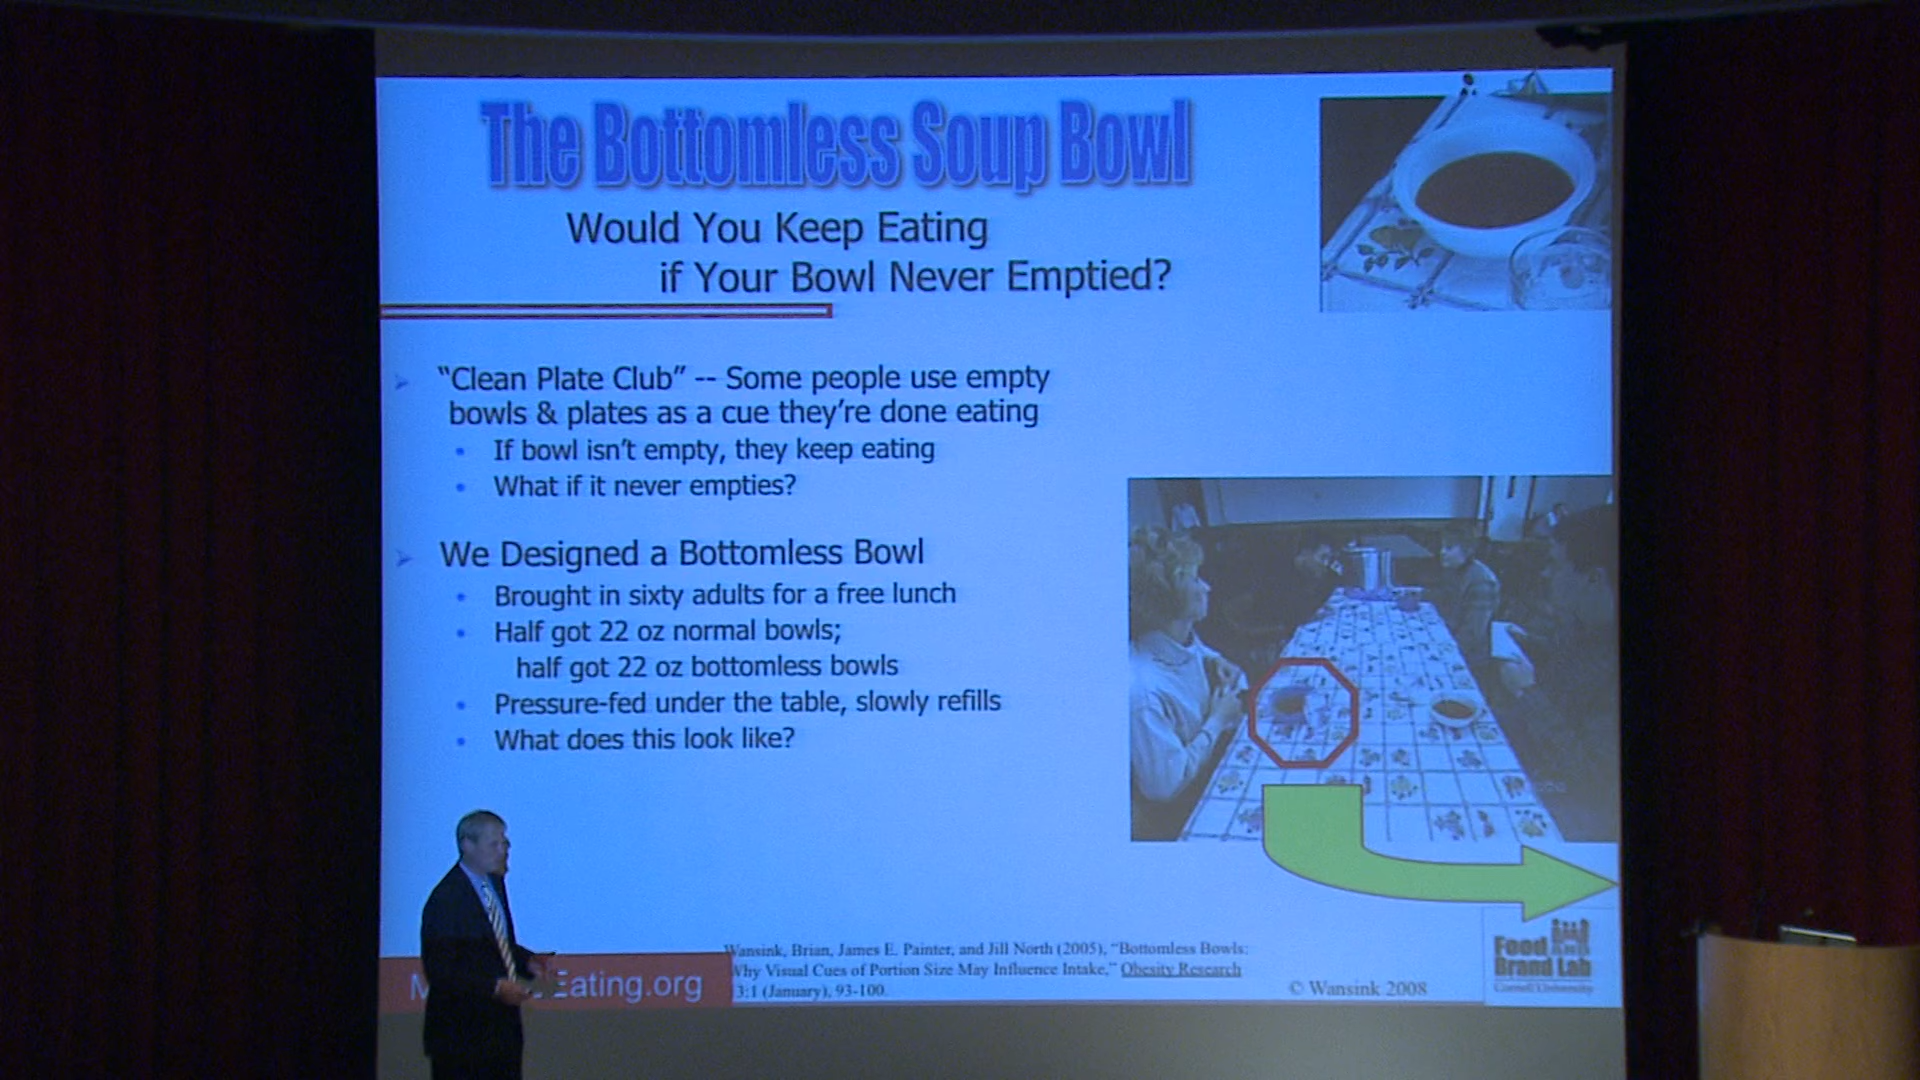 The Bottomless Soup Bowl
Would You Keep Eating
if Your Bowl Never Emptied?
“Clean Plate Club” -- Some people use empty
bowls & plates as a cue they’re done eating
If bowl isn’t empty, they keep eating
What if it never empties?
We Designed a Bottomless Bowl
Brought in sixty adults for a free lunch
Half got 22 oz normal bowls;
half got 22 oz bottomless bowls
Pressure-fed under the table, slowly refills
What does this look like?
Wansink, Brian, James E. Painter, and Jill North (2005), “Bottomless Bowls:
Why Visual Cues of Portion Size May Influence Intake,” Obesity Research
3:1 (January), 93-100.
Eating.org
© Wansink 2008
Food AND
Brand Lab
Cornell University